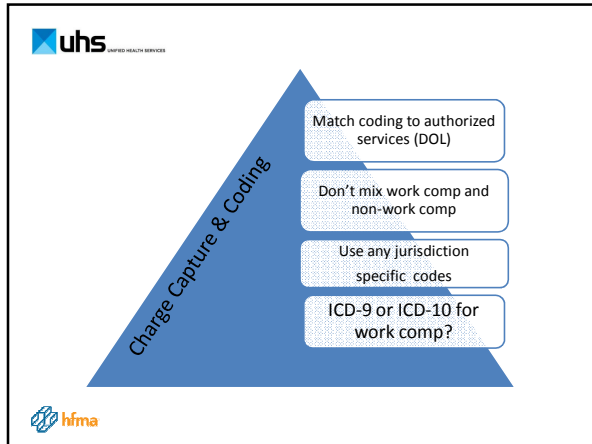 uhs UNIFIED HEALTH SERVICES
Charge Capture & Coding
Match coding to authorized
services (DOL)
Don't mix work comp and
non-work comp
Use any jurisdiction
specific codes
ICD-9 or ICD-10 for
work comp?
hfma